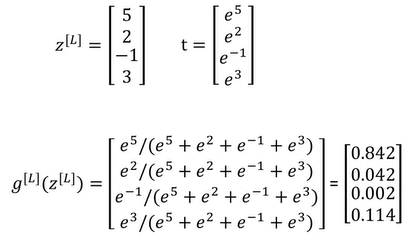 z^[L] = [5 2 −1 3] t = [e^5 e^2 e^−1 e^3]
g^[L](z^[L]) = [e^5/(e^5 + e^2 + e^−1 + e^3)
e^2/(e^5 + e^2 + e^−1 + e^3)
e^−1/(e^5 + e^2 + e^−1 + e^3)
e^3/(e^5 + e^2 + e^−1 + e^3)] = [0.842
0.042
0.002
0.114]